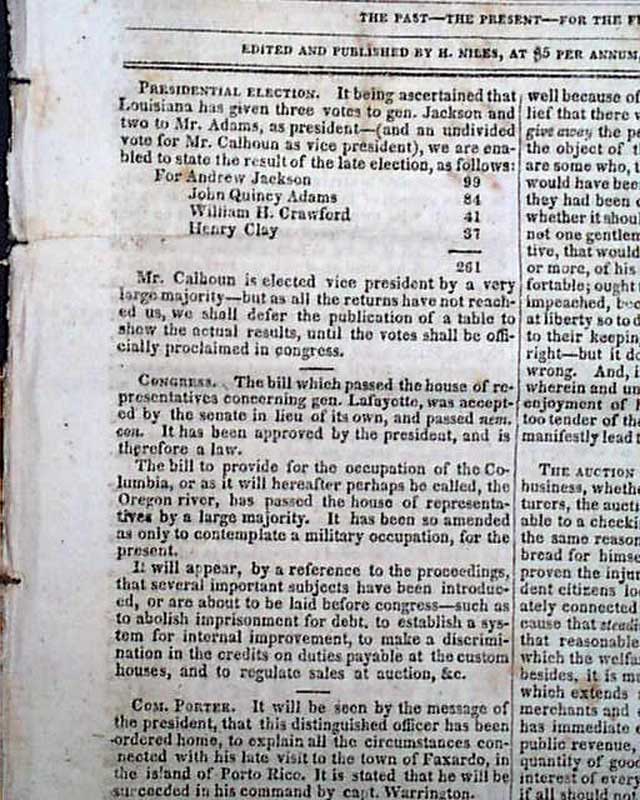 THE PAST—THE PRESENT—FOR THE
EDITED AND PUBLISHED BY H. NILES, AT $5 PER ANNUM,
PRESIDENTIAL ELECTION. It being ascertained that
Louisiana has given three votes to gen. Jackson and
two to Mr. Adams, as president—(and an undivided
vote for Mr. Calhoun as vice president), we are ena-
bled to state the result of the late election, as follows:
For Andrew Jackson 99
John Quincy Adams 84
William H. Crawford 41
Henry Clay 37
261
Mr. Calhoun is elected vice president by a very
large majority—but as all the returns have not reach-
ed us, we shall defer the publication of a table to
show the actual results, until the votes shall be offi-
cially proclaimed in congress.
CONGRESS. The bill which passed the house of re-
presentatives concerning gen. Lafayette, was accept-
ed by the senate in lieu of its own, and passed nem.
con. It has been approved by the president, and is
therefore a law.
The bill to provide for the occupation of the Co-
lumbia, or as it will hereafter perhaps be called, the
Oregon river, has passed the house of representa-
tives by a large majority. It has been so amended
as only to contemplate a military occupation, for the
present.
It will appear, by a reference to the proceedings,
that several important subjects have been introduc-
ed, or are about to be laid before congress—such as
to abolish imprisonment for debt, to establish a sys-
tem for internal improvement, to make a discrimi-
nation in the credits on duties payable at the custom
houses, and to regulate sales at auction, &c.
COM. PORTER. It will be seen by the message of
the president, that this distinguished officer has been
ordered home, to explain all the circumstances con-
nected with his late visit to the town of Faxardo, in
the island of Porto Rico. It is stated that he will be
succeeded in his command by capt. Warrington.
well because of
lief that there
give away the
the object of
are some who,
would have been
they had been
whether it should
not one gentlem
tive, that would
or more, of his
fortable; ought
impeached,
at liberty so to d
to their keeping
right—but it do
wrong. And, i
wherein and un
enjoyment of
too tender of the
manifestly lead t
THE AUCTION
business, whethe
turers, the aucti
able to a checkin
the same reason
bread for himse
proven the injur
dent citizens lo
ately connected
cause that steadi
that reasonable
which the welfa
besides, it is mu
which extends
merchants and
has immediate
public revenue,
quantity of good
interest of every
if all should not